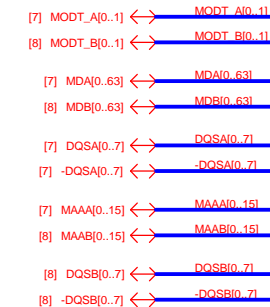 [7] MODT_A[0..1] MODT_A[0..1]
[8] MODT_B[0..1] MODT_B[0..1]
[7] MDA[0..63] MDA[0..63]
[8] MDB[0..63] MDB[0..63]
[7] DQSA[0..7] DQSA[0..7]
[7] -DQSA[0..7] -DQSA[0..7]
[7] MAAA[0..15] MAAA[0..15]
[8] MAAB[0..15] MAAB[0..15]
[8] DQSB[0..7] DQSB[0..7]
[8] -DQSB[0..7] -DQSB[0..7]